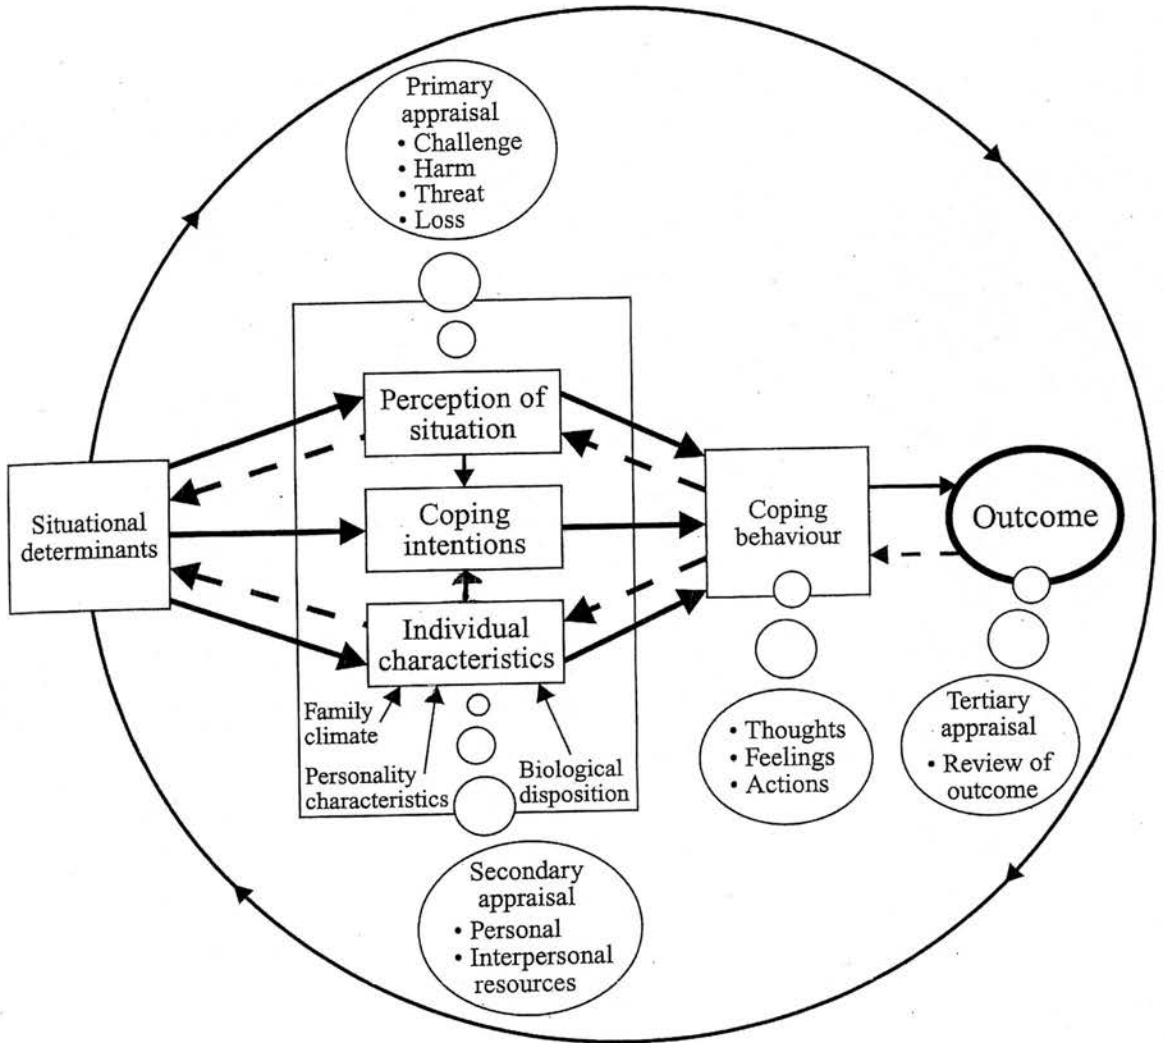 Primary
appraisal
• Challenge
• Harm
• Threat
• Loss
Perception of
situation
Situational
determinants
Coping
intentions
Coping
behaviour
Outcome
Individual
characteristics
Family
climate
Personality
characteristics
Biological
disposition
• Thoughts
• Feelings
• Actions
Tertiary
appraisal
• Review of
outcome
Secondary
appraisal
• Personal
• Interpersonal
resources